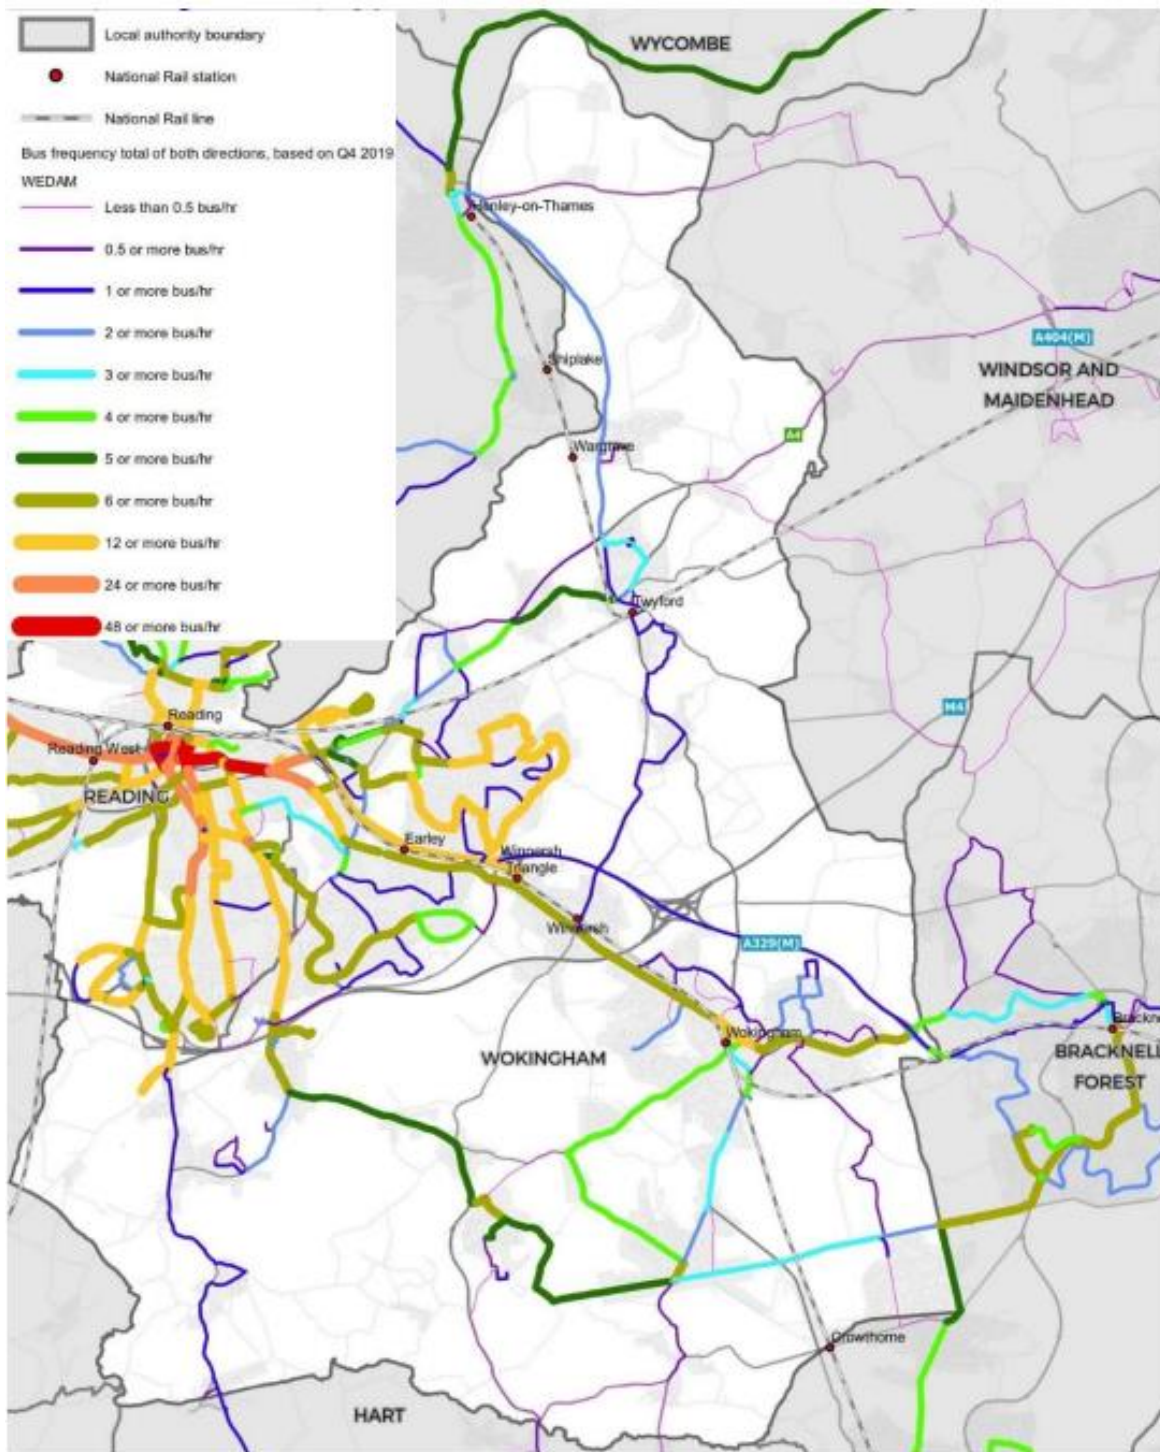 Local authority boundary
National Rail station
National Rail line
Bus frequency total of both directions, based on Q4 2019
WEDAM
Less than 0.5 bus/hr
0.5 or more bus/hr
1 or more bus/hr
2 or more bus/hr
3 or more bus/hr
4 or more bus/hr
5 or more bus/hr
6 or more bus/hr
12 or more bus/hr
24 or more bus/hr
48 or more bus/hr
WYCOMBE
Henley-on-Thames
A404(M)
Shiplake
WINDSOR AND
MAIDENHEAD
A4
Wargrave
Twyford
M4
Reading
Reading West
READING
Earley
Winnersh
Triangle
Winnersh
A329(M)
Wokingham
WOKINGHAM
Brackne
BRACKNELL
FOREST
Crowthorne
HART